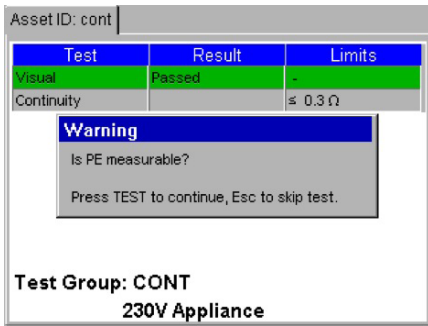 Asset ID: cont
Test Result Limits
Visual Passed -
Continuity ≤ 0.3 Ω
Warning
Is PE measurable?
Press TEST to continue, Esc to skip test.
Test Group: CONT
230V Appliance